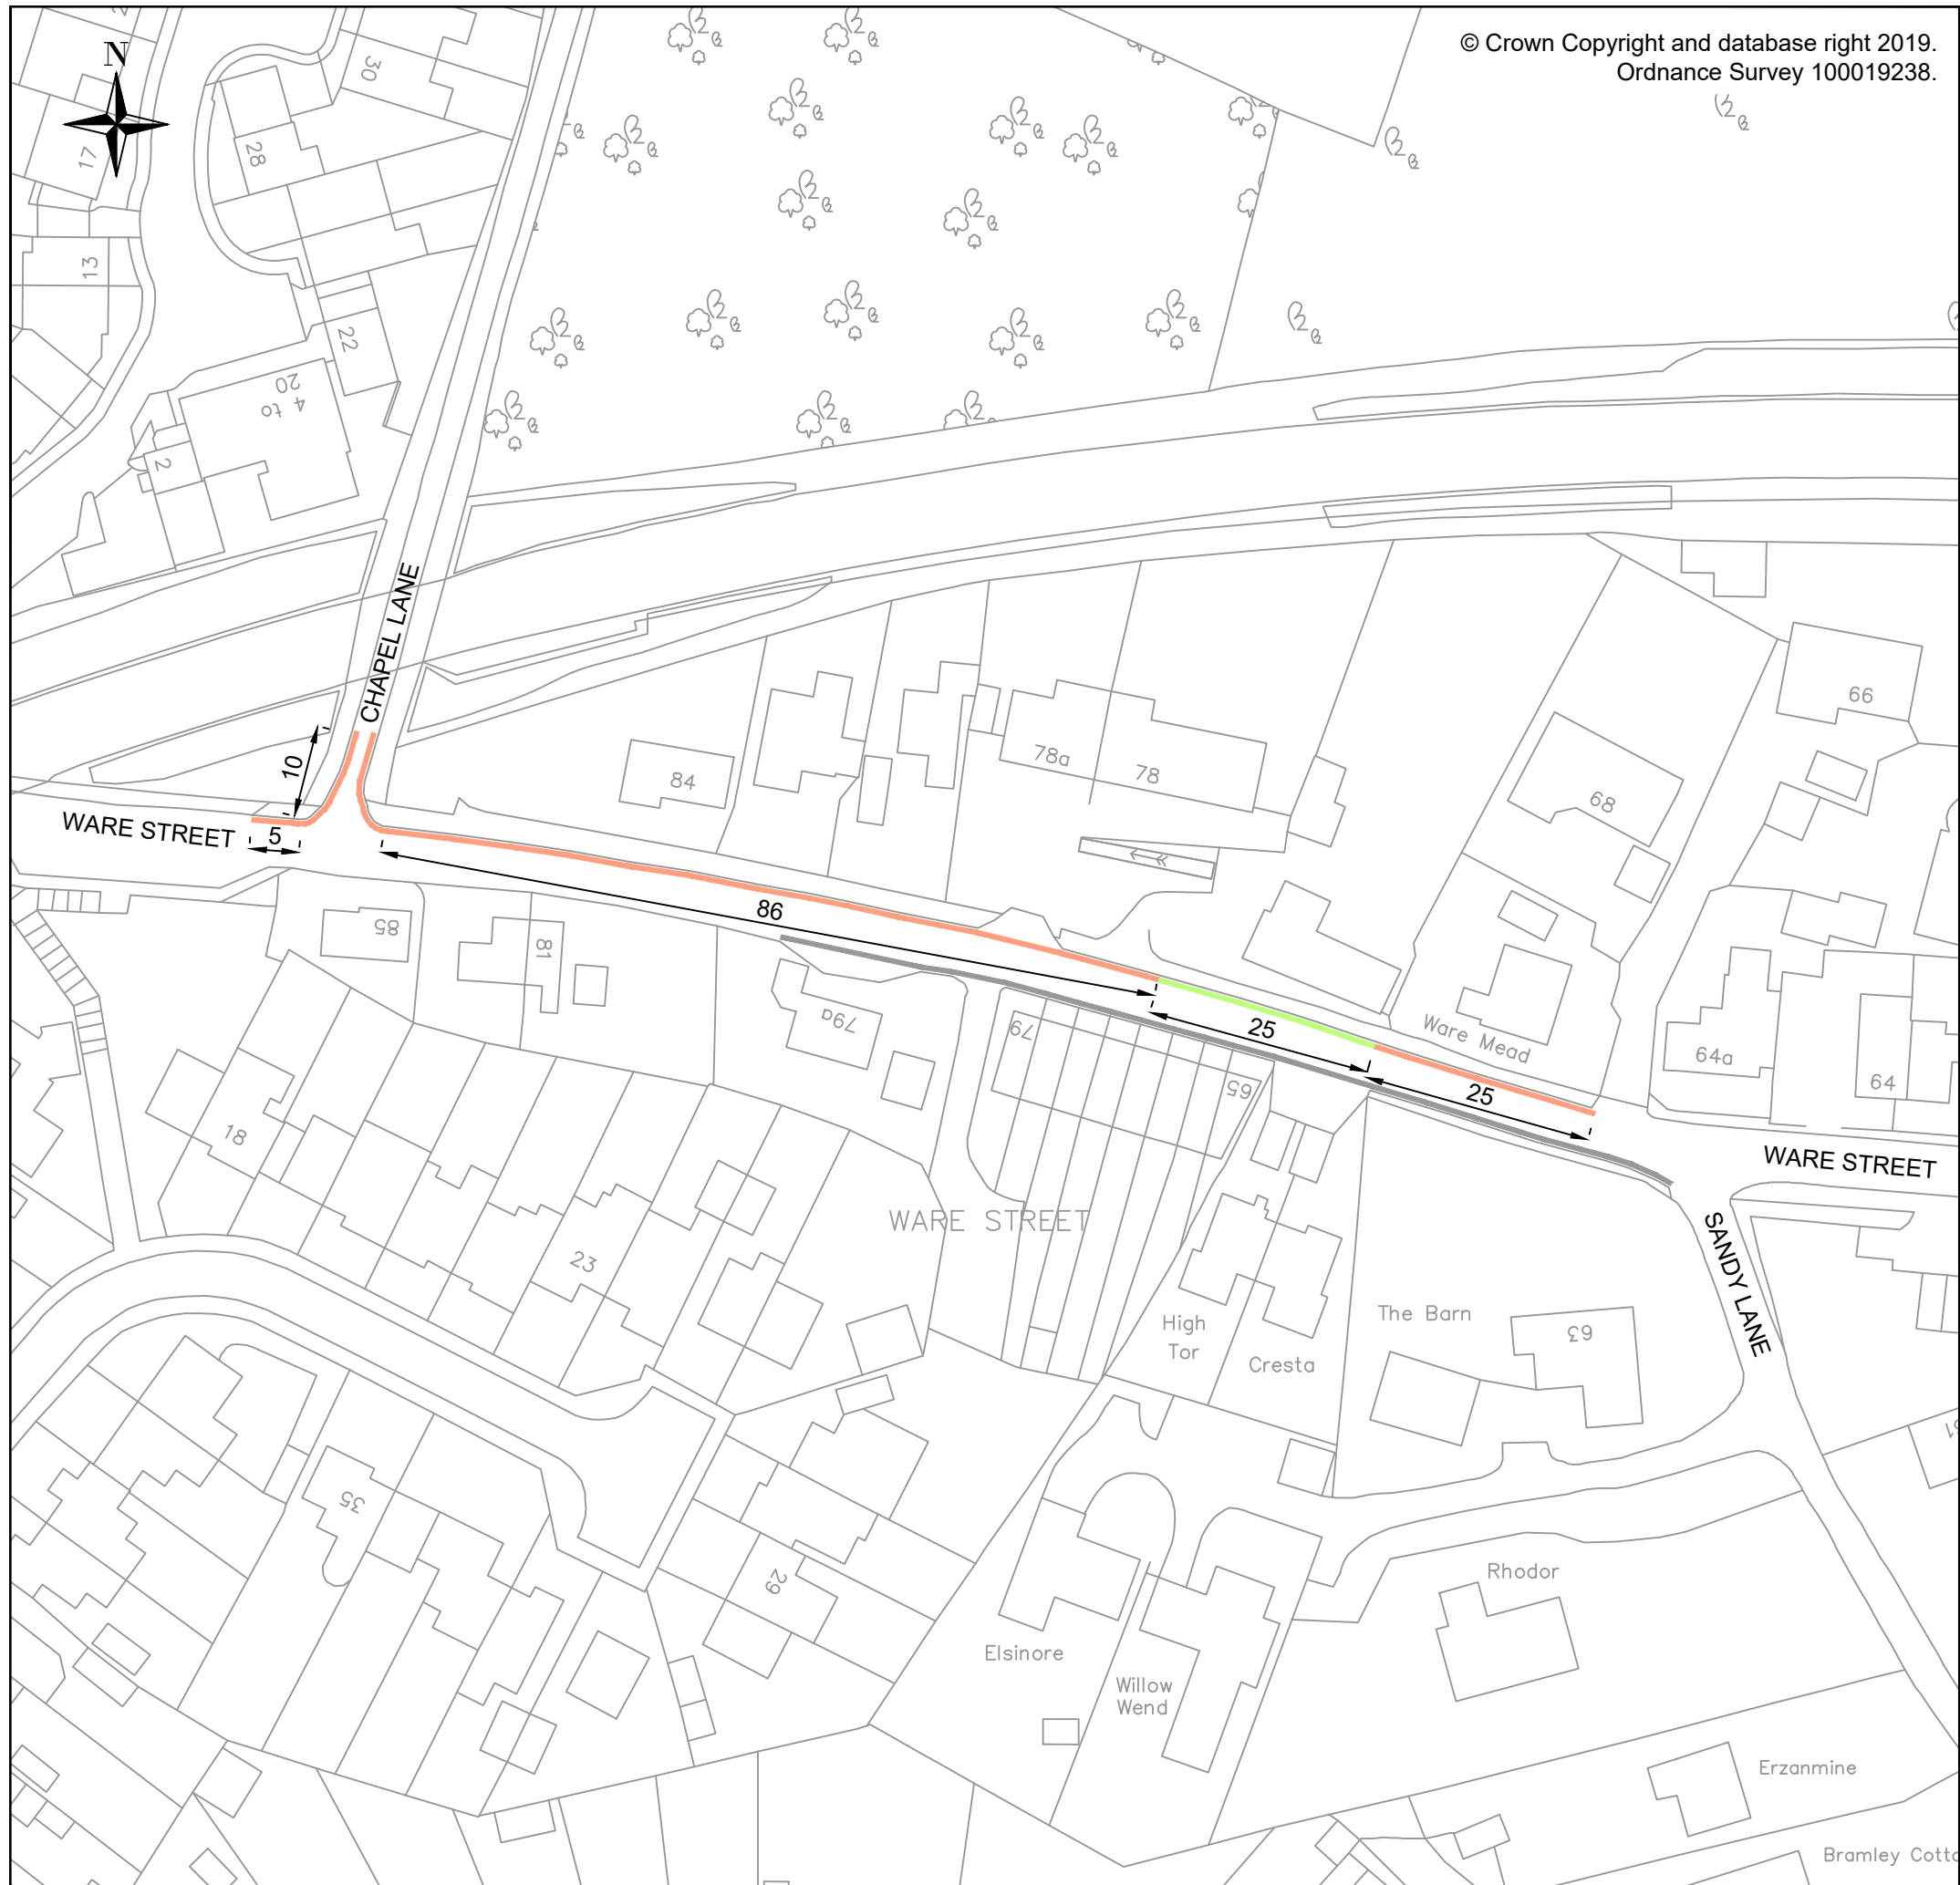 © Crown Copyright and database right 2019.
Ordnance Survey 100019238.
N
30
28
17
13
22
4 to
20
2
CHAPEL LANE
10
WARE STREET
5
84
78a
78
68
66
86
85
81
79a
79
65
25
25
Ware Mead
64a
64
WARE STREET
SANDY LANE
18
23
WARE STREET
High
Tor
Cresta
The Barn
63
35
29
Elsinore
Willow
Wend
Rhodor
Erzanmine
Bramley Cotta